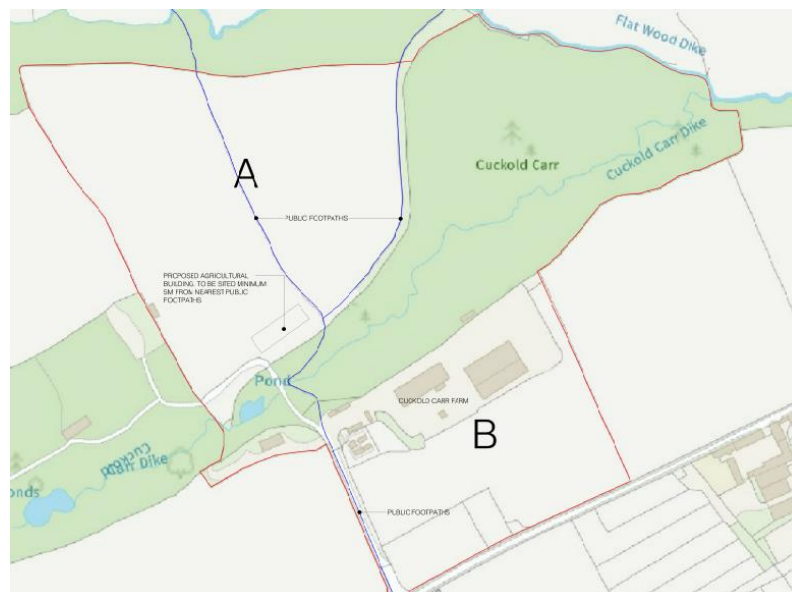 Flat Wood Dike
Cuckold Carr
Cuckold Carr Dike
A
PUBLIC FOOTPATHS
PROPOSED AGRICULTURAL
BUILDING TO BE SITED MINIMUM
5M FROM NEAREST PUBLIC
FOOTPATHS
Pond
CUCKOLD CARR FARM
B
Cuckold
Carr Dike
onds
PUBLIC FOOTPATHS